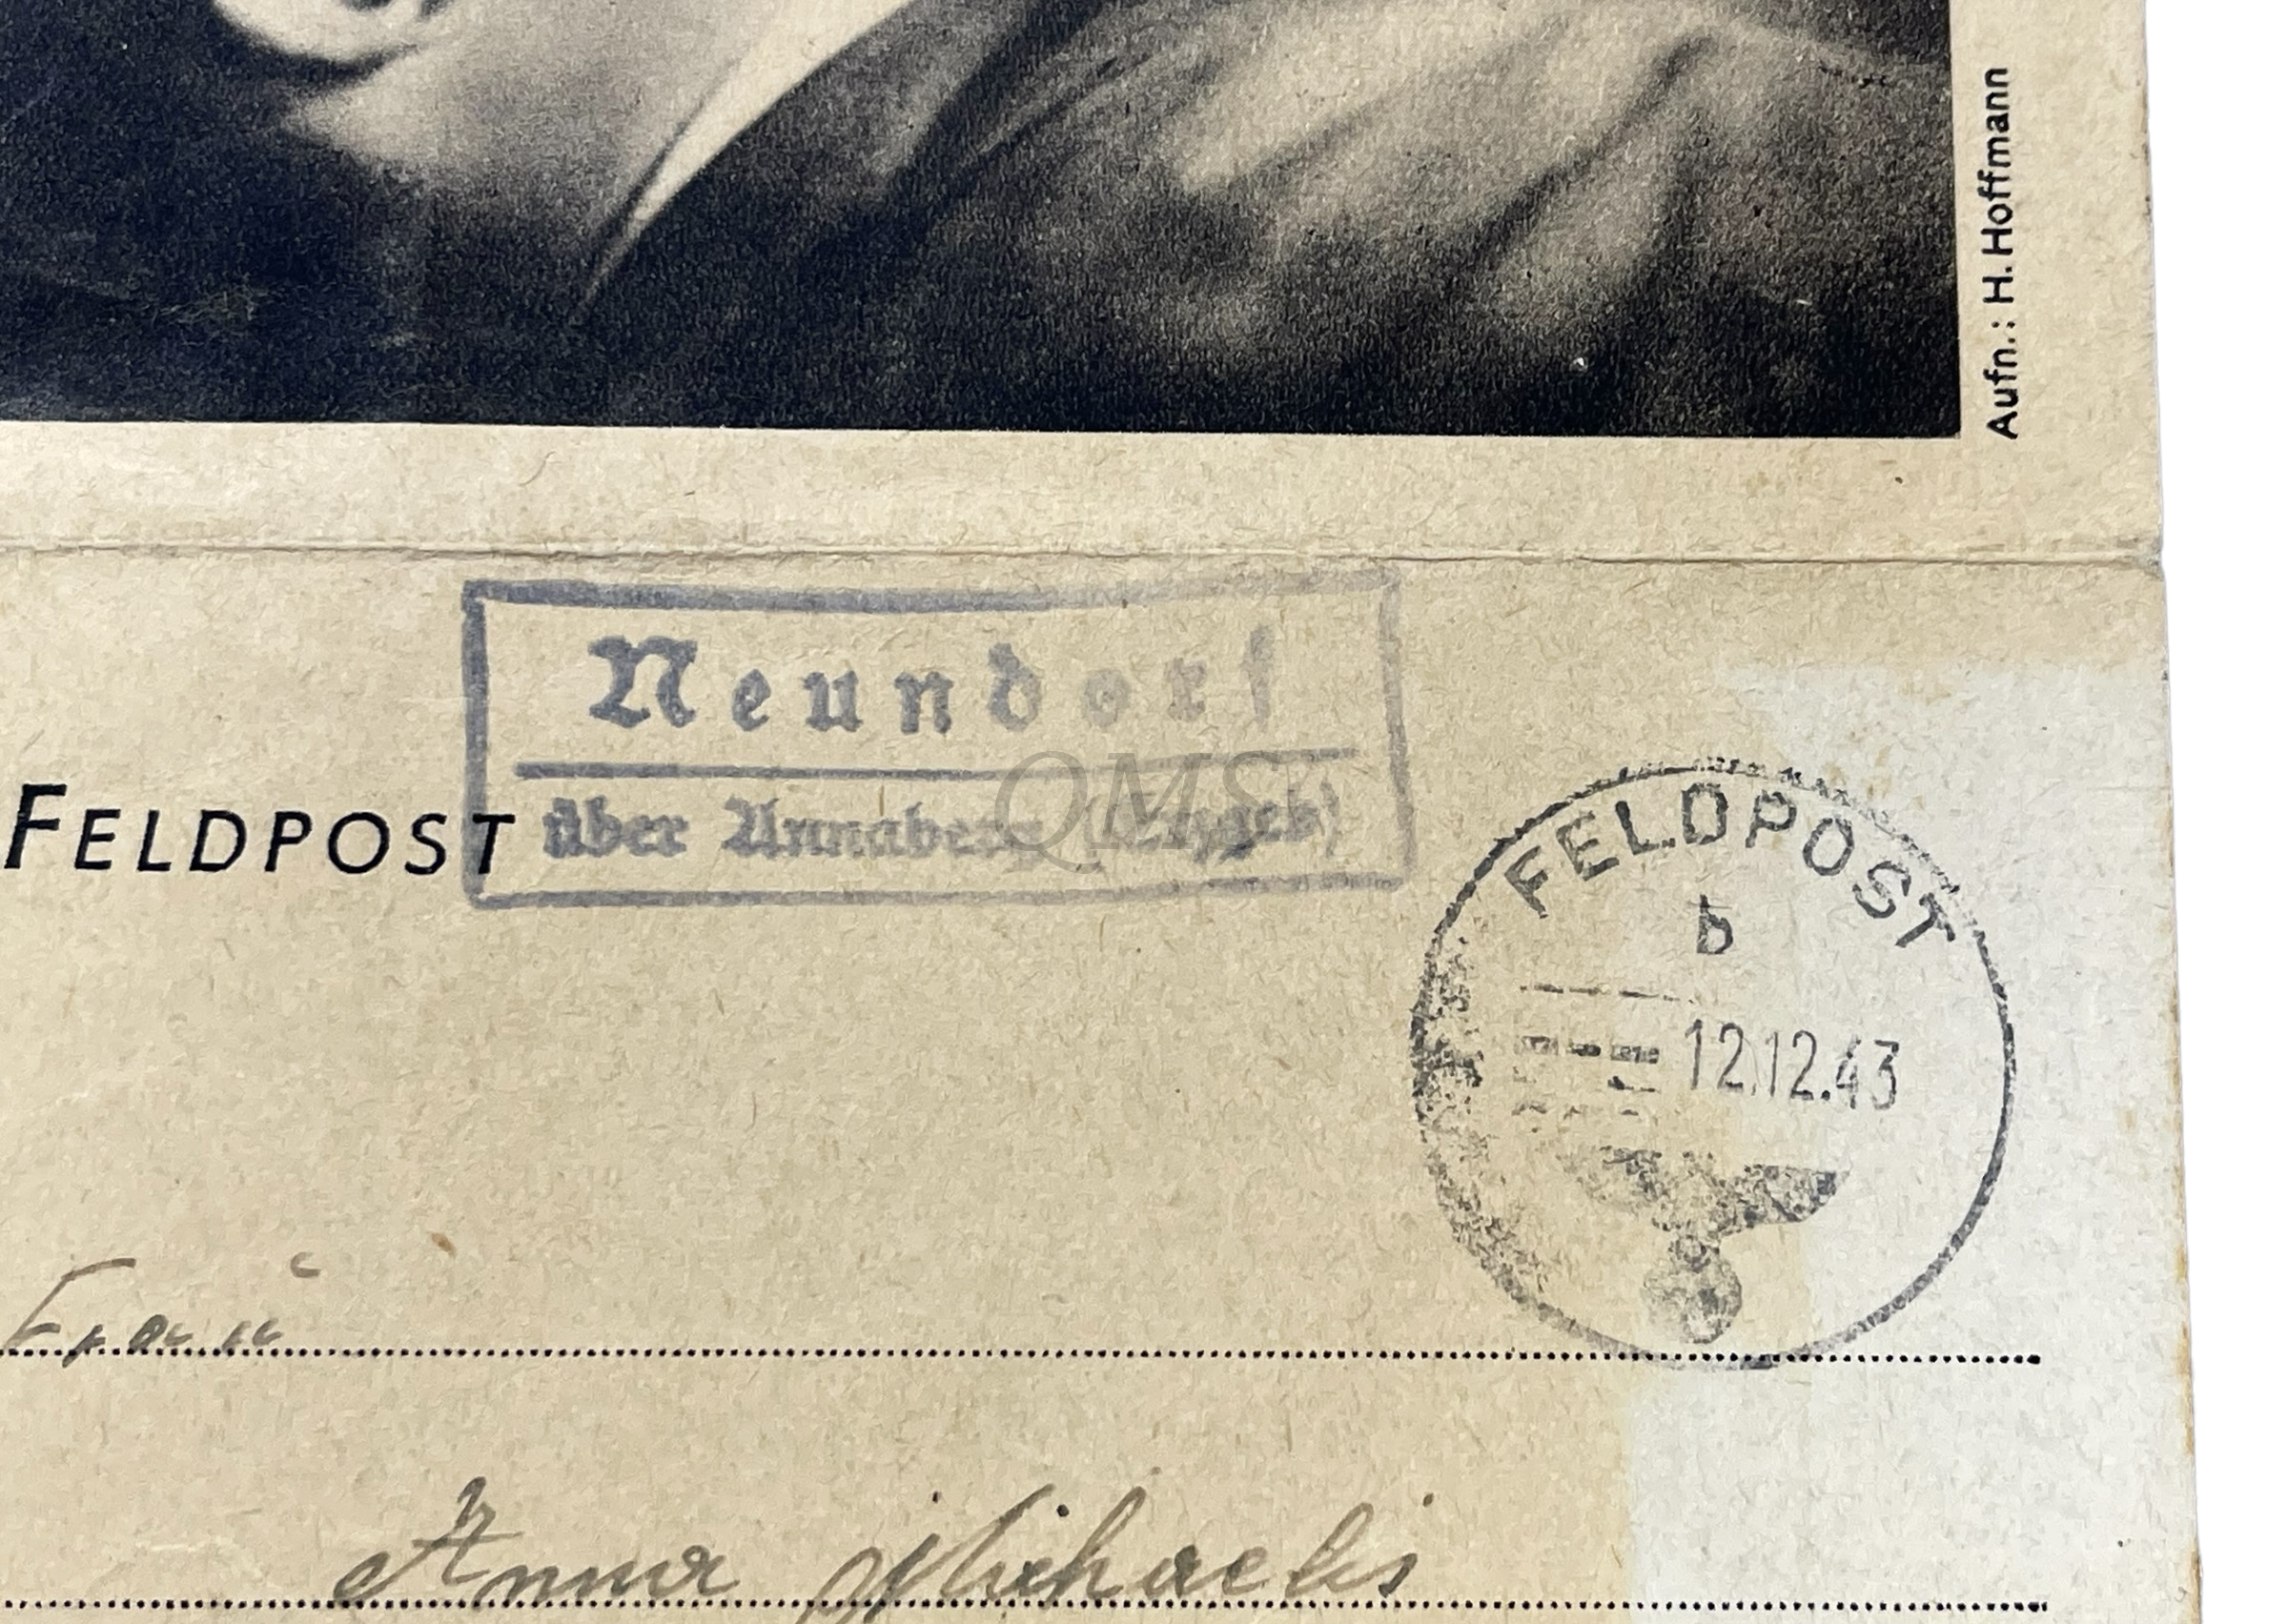 Aufn.: H. Hoffmann
Neundorf
über Annaberg (Erzgeb)
QMS
FELDPOST
FELDPOST
b
12.12.43
Frau
Anna Michaelis